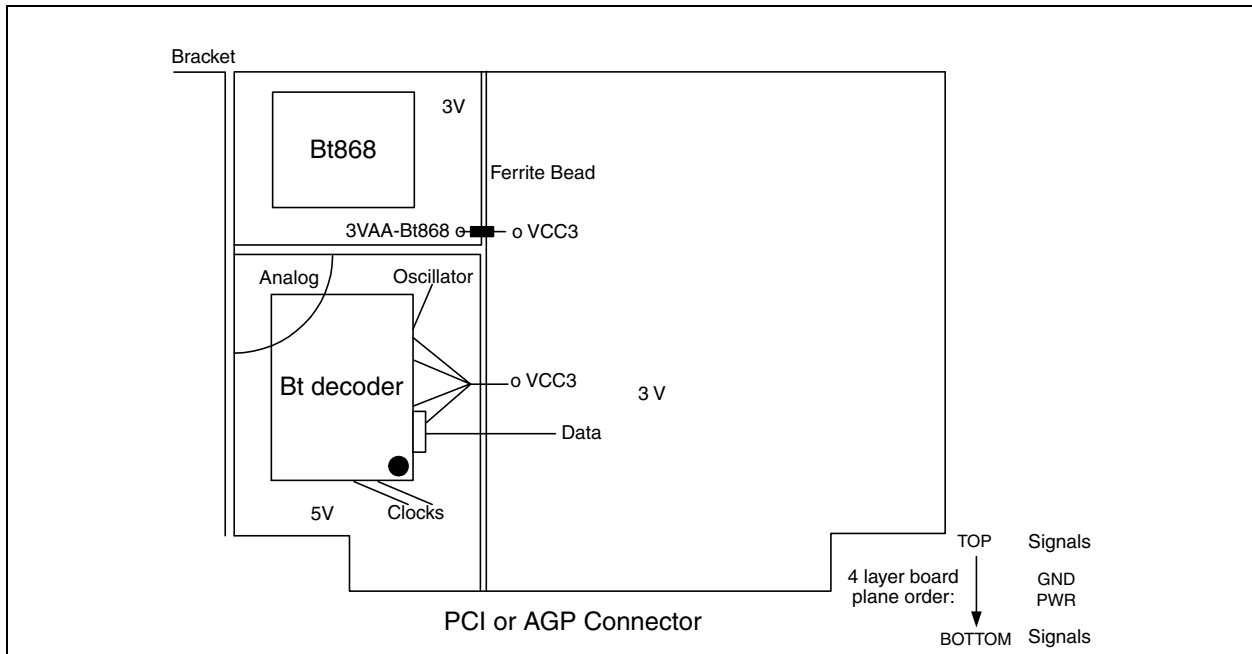 Bracket
3V
Bt868
Ferrite Bead
3VAA-Bt868 o
o VCC3
Analog
Oscillator
Bt decoder
o VCC3
3 V
Data
5V
Clocks
PCI or AGP Connector
4 layer board
plane order:
TOP Signals
GND
PWR
BOTTOM Signals